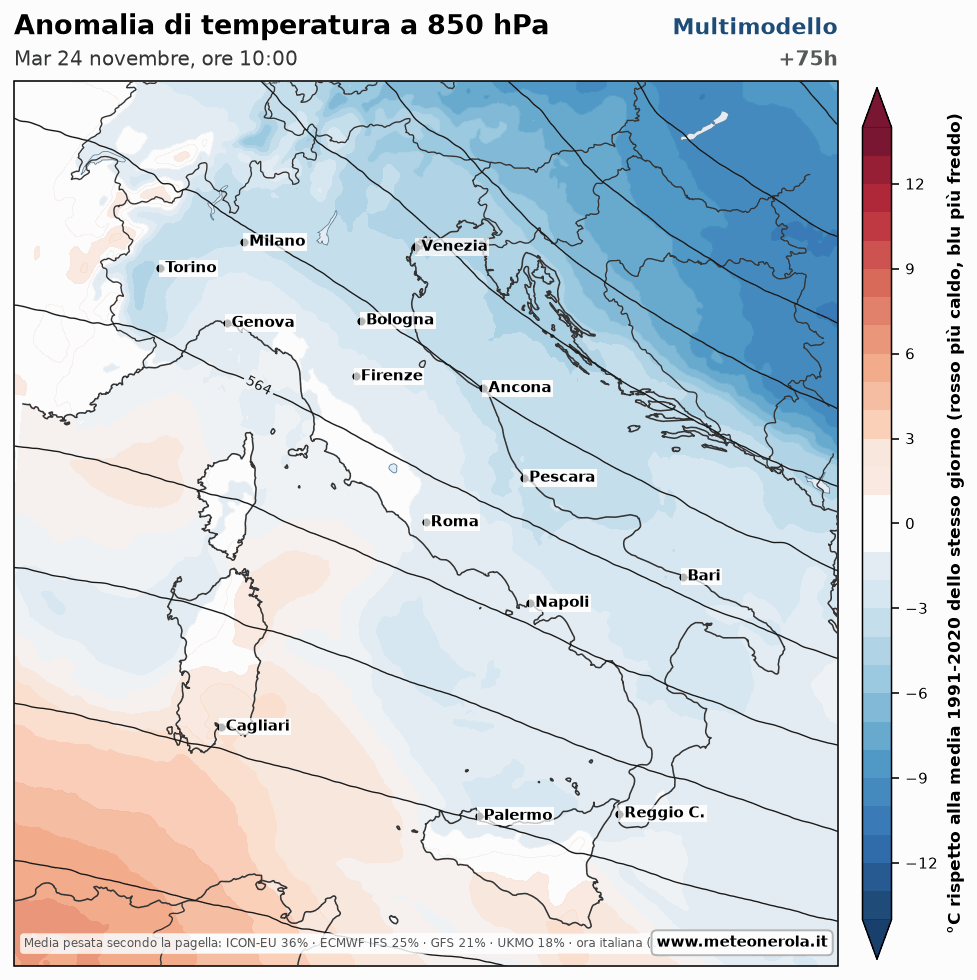 Anomalia di temperatura a 850 hPa
Multimodello
Mar 24 novembre, ore 10:00
+75h
Milano
Venezia
Torino
Genova
Bologna
Firenze
564
Ancona
Pescara
Roma
Bari
Napoli
Cagliari
Palermo
Reggio C.
12
9
6
3
0
−3
−6
−9
−12
°C rispetto alla media 1991-2020 dello stesso giorno (rosso più caldo, blu più freddo)
Media pesata secondo la pagella: ICON-EU 36% · ECMWF IFS 25% · GFS 21% · UKMO 18% · ora italiana (
www.meteonerola.it